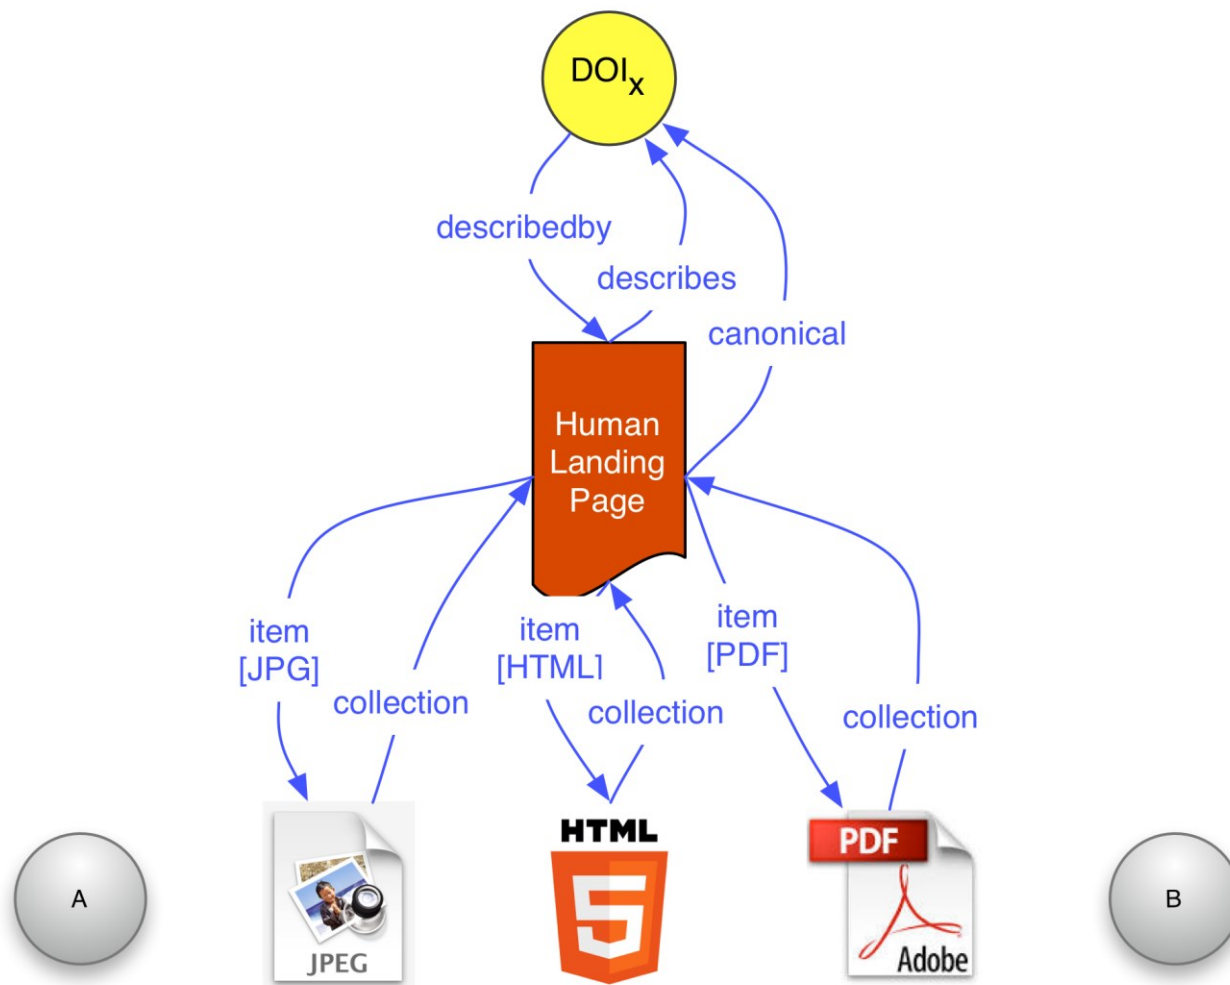 DOIx
describedby
describes
canonical
Human
Landing
Page
item
[JPG]
collection
item
[HTML]
collection
item
[PDF]
collection
JPEG
HTML
5
PDF
Adobe
A
B